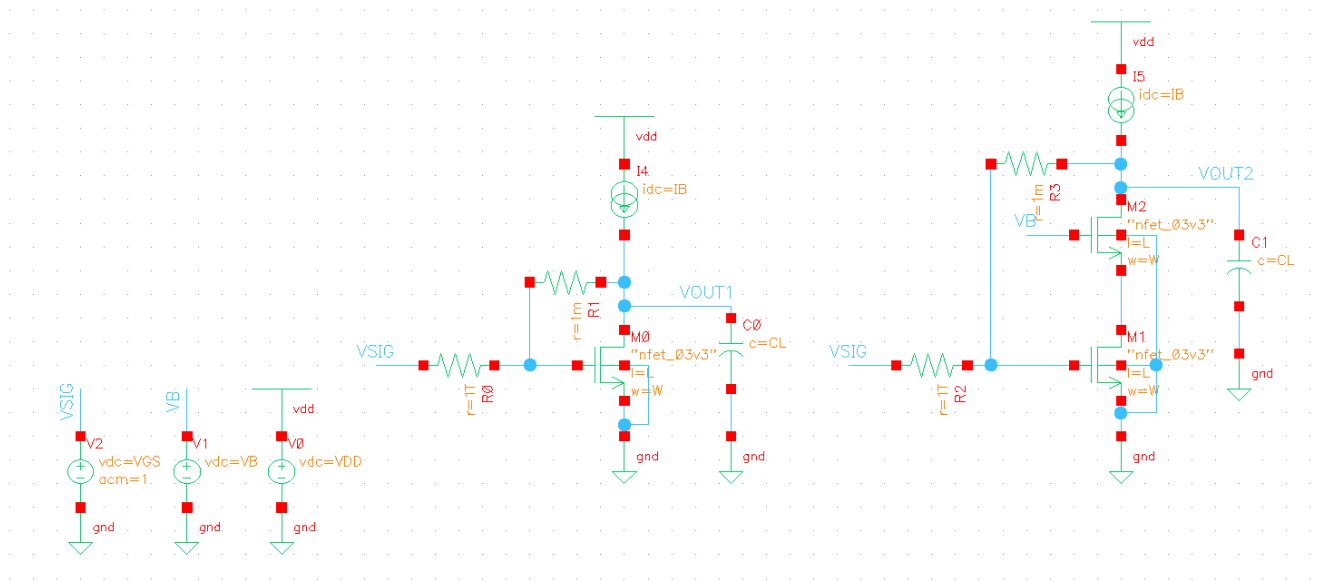 vdd
I5
idc=IB
vdd
I4
idc=IB
r=1m
R3
VOUT2
M2
"nfet_03v3"
l=L
w=W
VB
C1
c=CL
gnd
r=1m
R1
VOUT1
M0
"nfet_03v3"
l=L
w=W
C0
c=CL
VSIG
r=1T
R0
gnd
gnd
VSIG
r=1T
R2
M1
"nfet_03v3"
l=L
w=W
gnd
VSIG
V2
vdc=VGS
acm=1
gnd
VB
V1
vdc=VB
gnd
vdd
V0
vdc=VDD
gnd